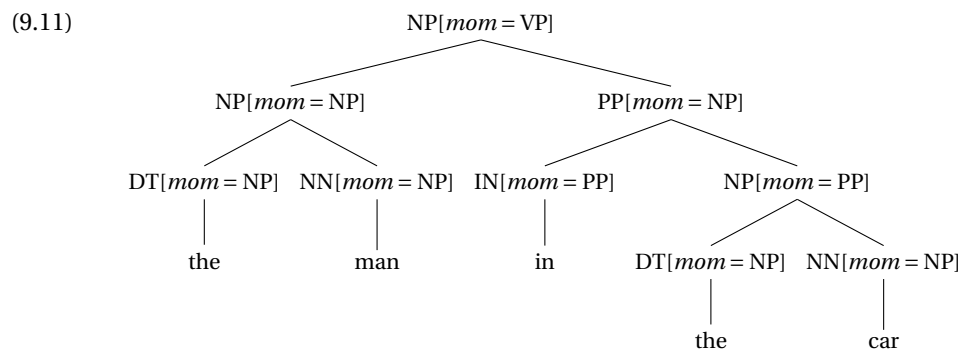 (9.11) NP[mom = VP]
NP[mom = NP] PP[mom = NP]
DT[mom = NP] NN[mom = NP] IN[mom = PP] NP[mom = PP]
the man in DT[mom = NP] NN[mom = NP]
the car